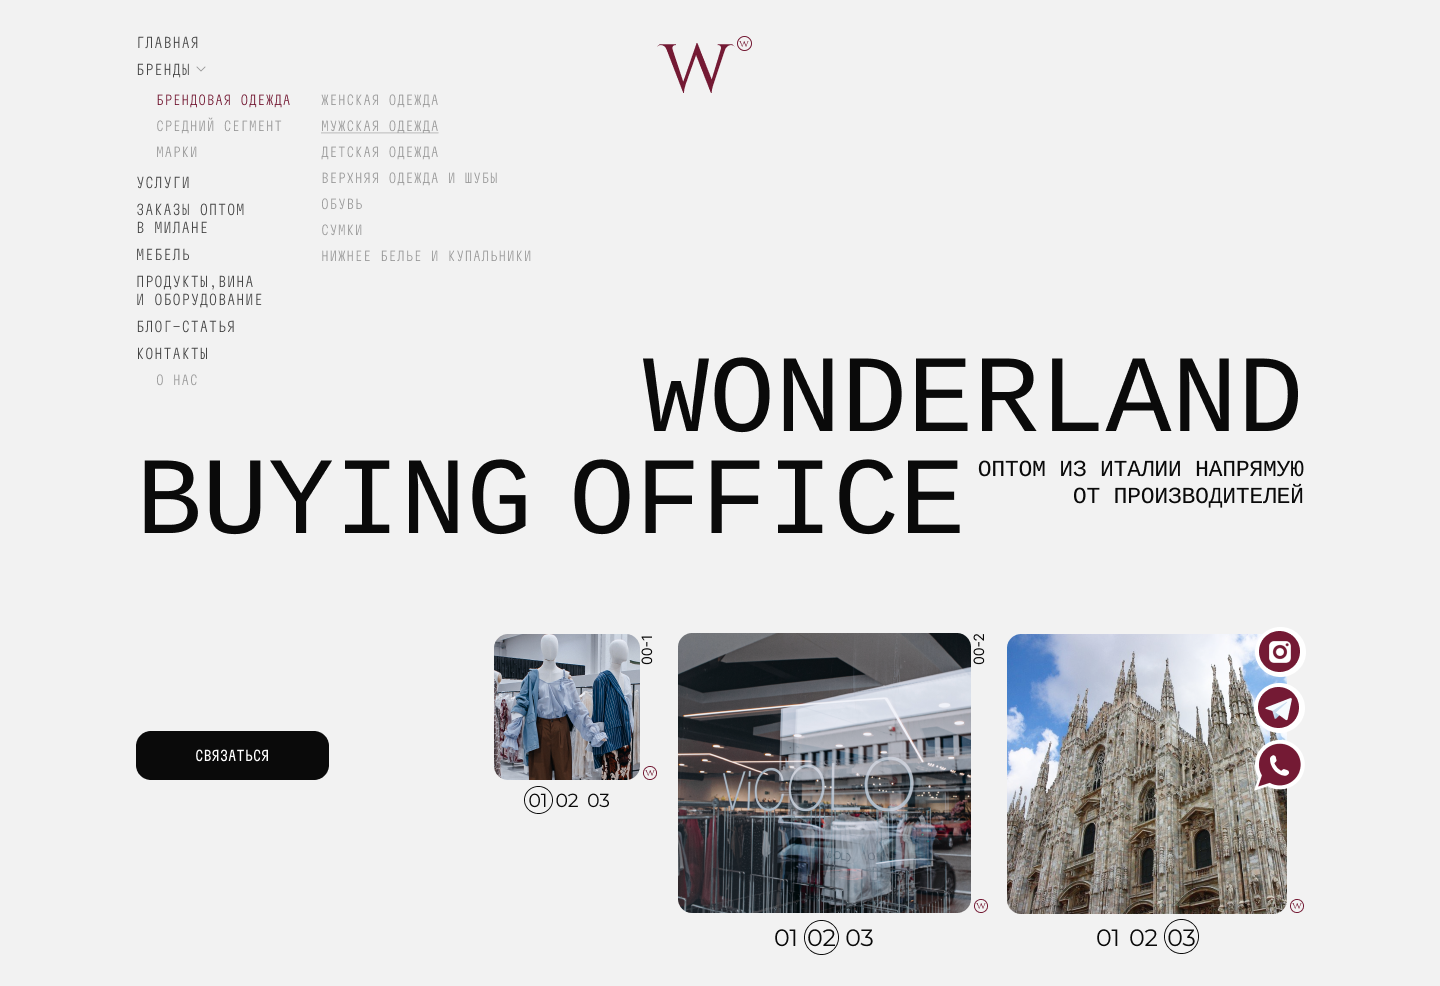 ГЛАВНАЯ
БРЕНДЫ
БРЕНДОВАЯ ОДЕЖДА
СРЕДНИЙ СЕГМЕНТ
МАРКИ
ЖЕНСКАЯ ОДЕЖДА
МУЖСКАЯ ОДЕЖДА
ДЕТСКАЯ ОДЕЖДА
ВЕРХНЯЯ ОДЕЖДА И ШУБЫ
ОБУВЬ
СУМКИ
НИЖНЕЕ БЕЛЬЕ И КУПАЛЬНИКИ
УСЛУГИ
ЗАКАЗЫ ОПТОМ
В МИЛАНЕ
МЕБЕЛЬ
ПРОДУКТЫ,ВИНА
И ОБОРУДОВАНИЕ
БЛОГ-СТАТЬЯ
КОНТАКТЫ
О НАС
W W
WONDERLAND
BUYING OFFICE
ОПТОМ ИЗ ИТАЛИИ НАПРЯМУЮ
ОТ ПРОИЗВОДИТЕЛЕЙ
СВЯЗАТЬСЯ
00-1
W
01 02 03
00-2
ViCOLO
W
01 02 03
W
01 02 03